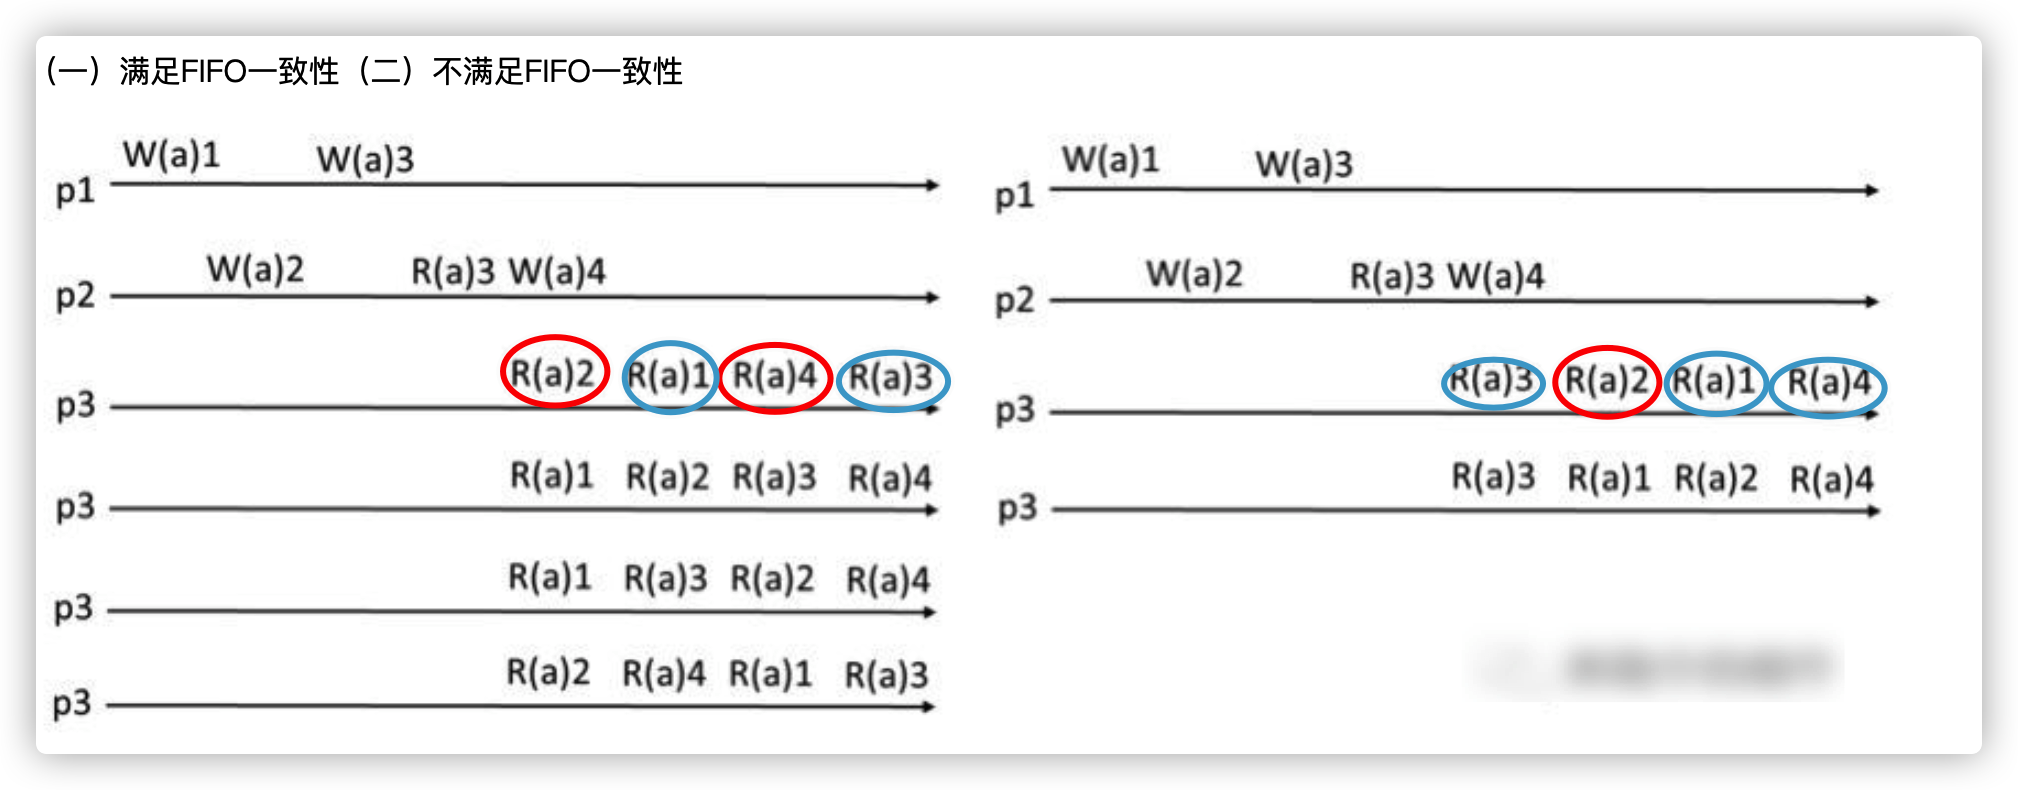 （一）满足FIFO一致性（二）不满足FIFO一致性
W(a)1 W(a)3
p1
W(a)2 R(a)3 W(a)4
p2
R(a)2 R(a)1 R(a)4 R(a)3
p3
R(a)1 R(a)2 R(a)3 R(a)4
p3
R(a)1 R(a)3 R(a)2 R(a)4
p3
R(a)2 R(a)4 R(a)1 R(a)3
p3
W(a)1 W(a)3
p1
W(a)2 R(a)3 W(a)4
p2
R(a)3 R(a)2 R(a)1 R(a)4
p3
R(a)3 R(a)1 R(a)2 R(a)4
p3